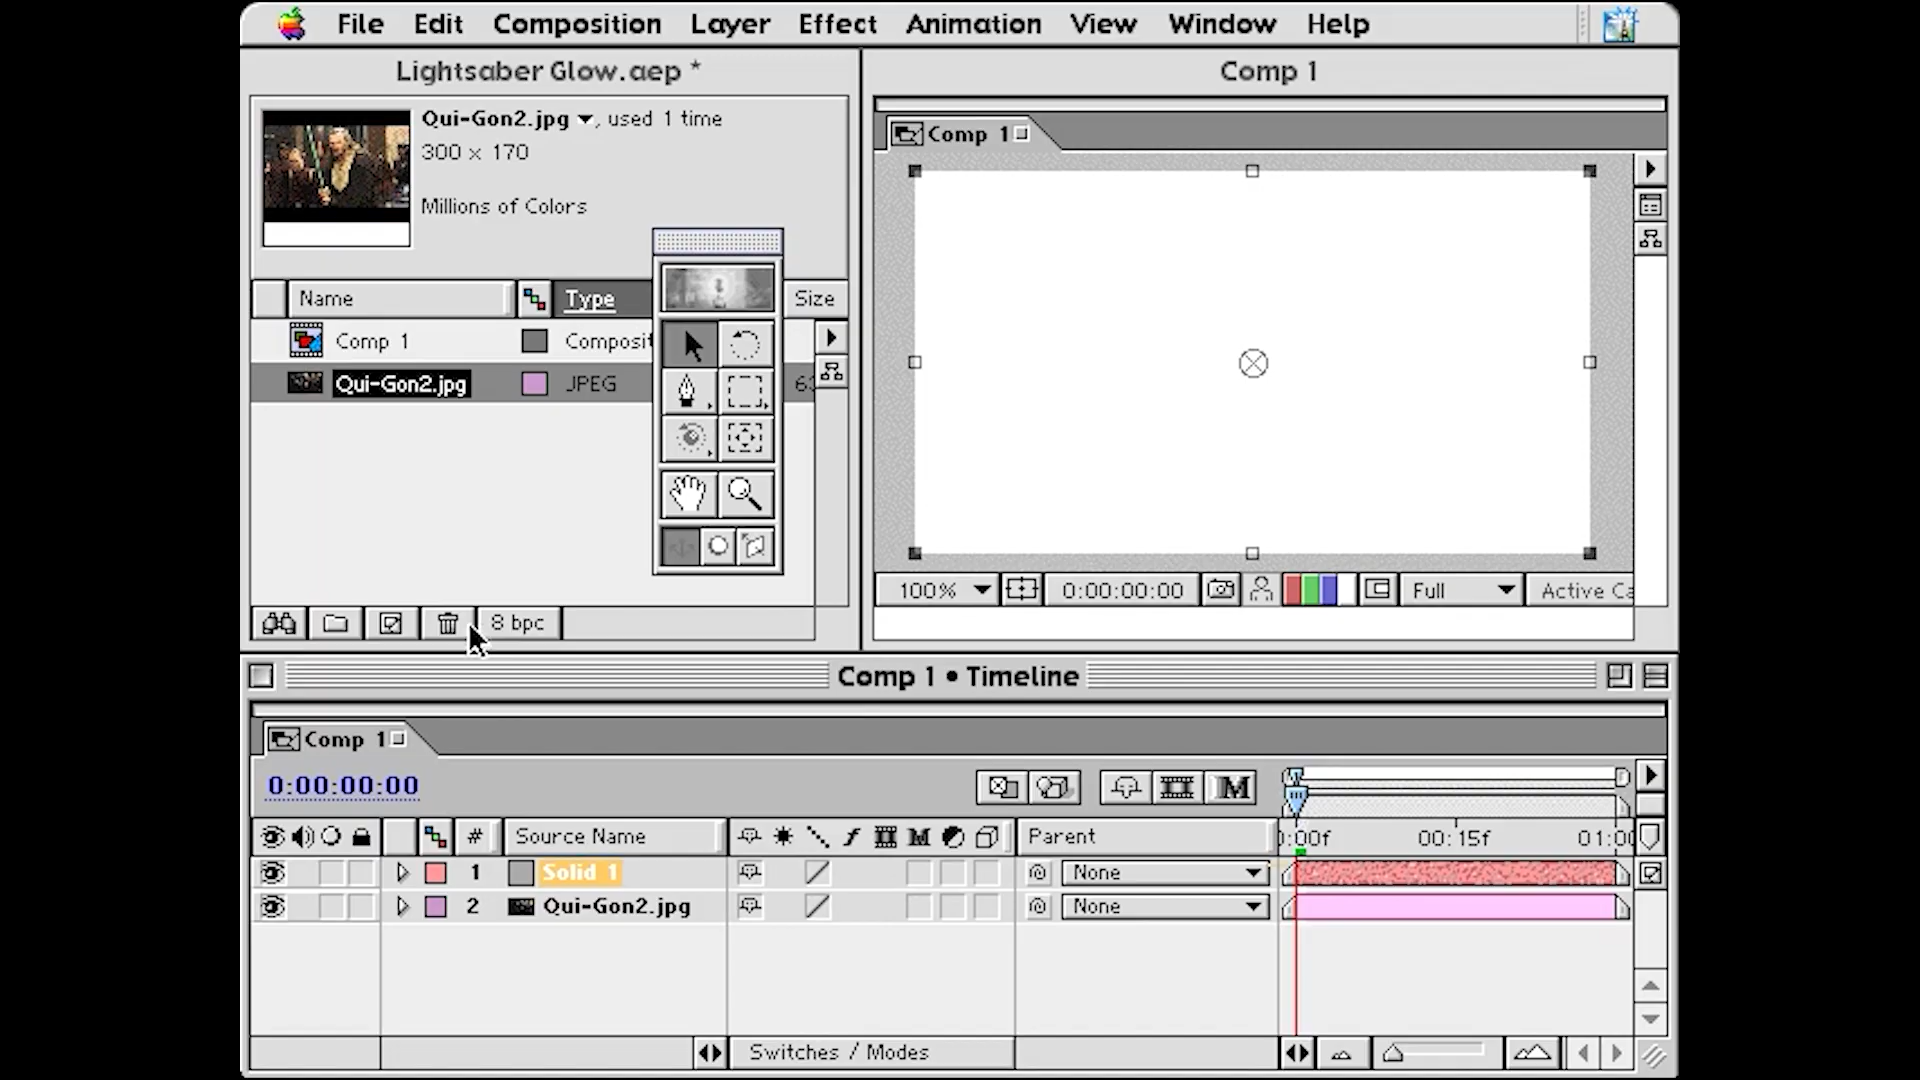 File Edit Composition Layer Effect Animation View Window Help
Lightsaber Glow.aep *
Comp 1
Qui-Gon2.jpg , used 1 time
300 x 170
Millions of Colors
Comp 1
Name Type Size
Comp 1 Composit
Qui-Gon2.jpg JPEG
100% 0:00:00:00 Full Active Ca
8 bpc
Comp 1 • Timeline
Comp 1
0:00:00:00
# Source Name M Parent
:00f 00:15f 01:00
1 Solid 1 None
2 Qui-Gon2.jpg None
Switches / Modes